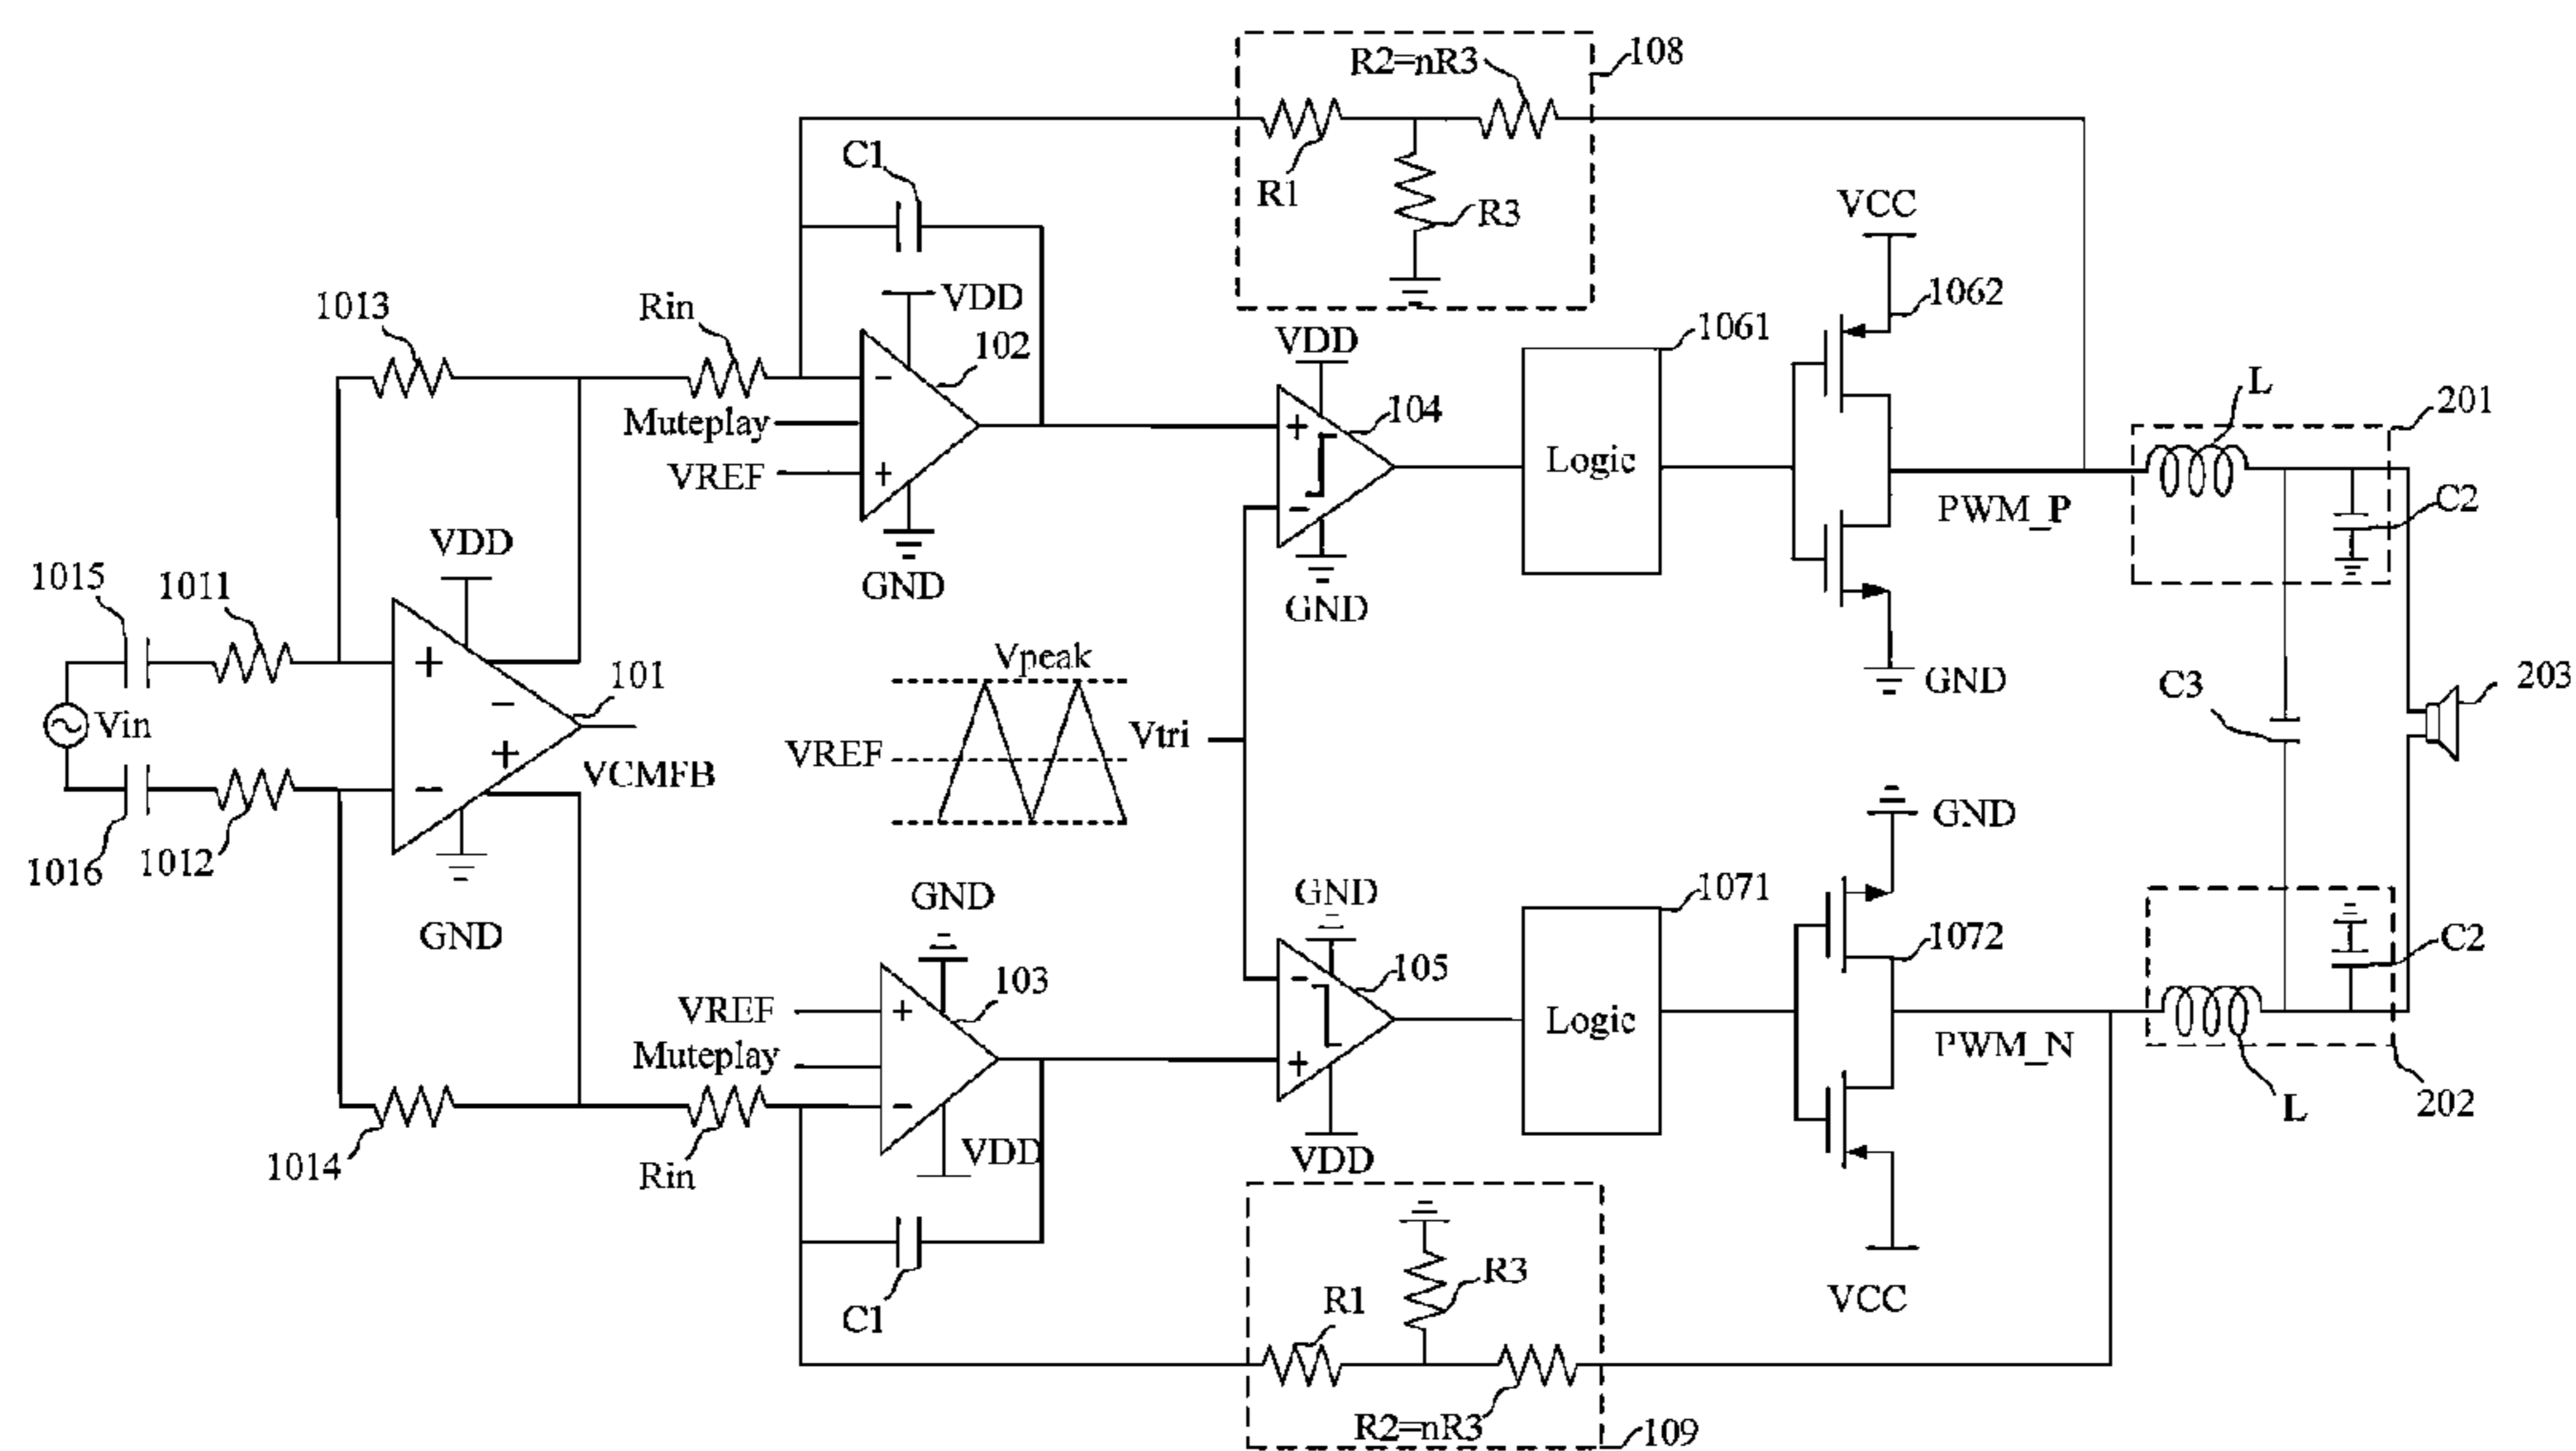 R2=nR3
108
C1
R1
R3
VCC
1013
Rin
VDD
102
VDD
1061
1062
Muteplay
VREF
104
Logic
L
201
PWM_P
C2
VDD
GND
GND
1015
1011
101
Vpeak
GND
C3
203
Vin
VREF
Vtri
VCMFB
GND
1016
1012
GND
GND
GND
1071
1072
C2
103
105
VREF
Muteplay
Logic
PWM_N
L
202
1014
Rin
VDD
VDD
C1
R1
R3
VCC
R2=nR3
109